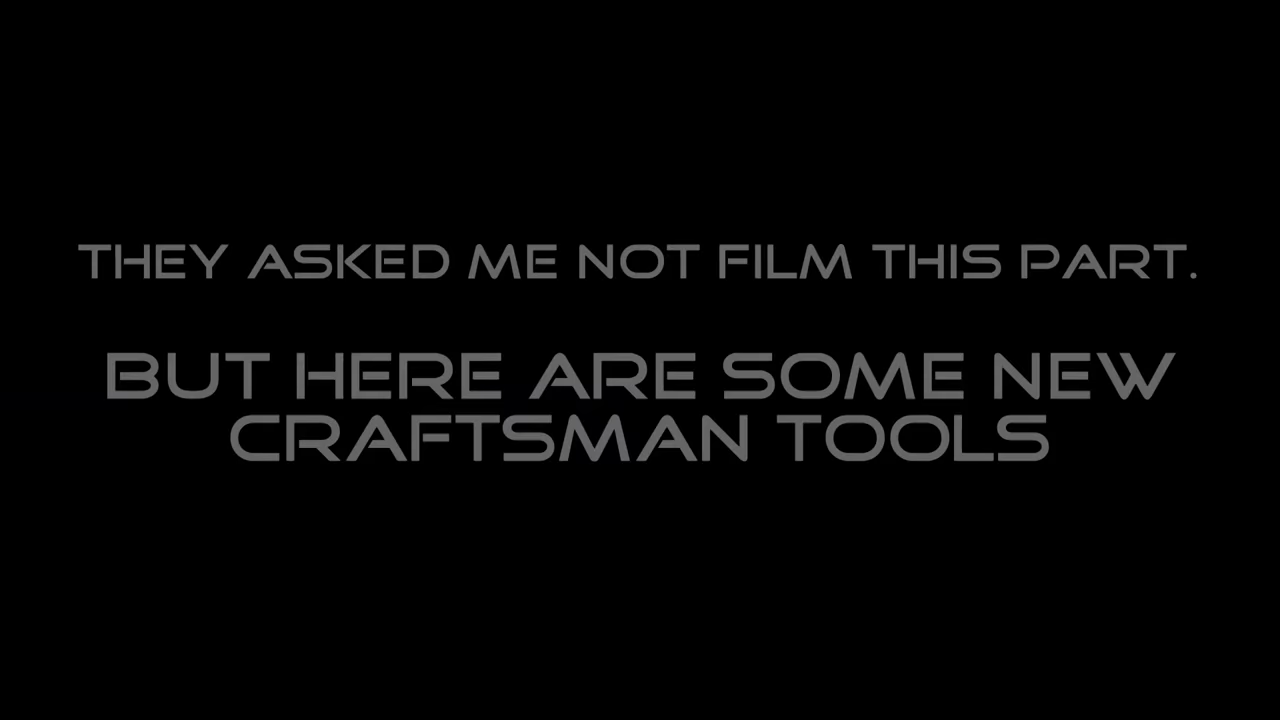 THEY ASKED ME NOT FILM THIS PART.
BUT HERE ARE SOME NEW
CRAFTSMAN TOOLS